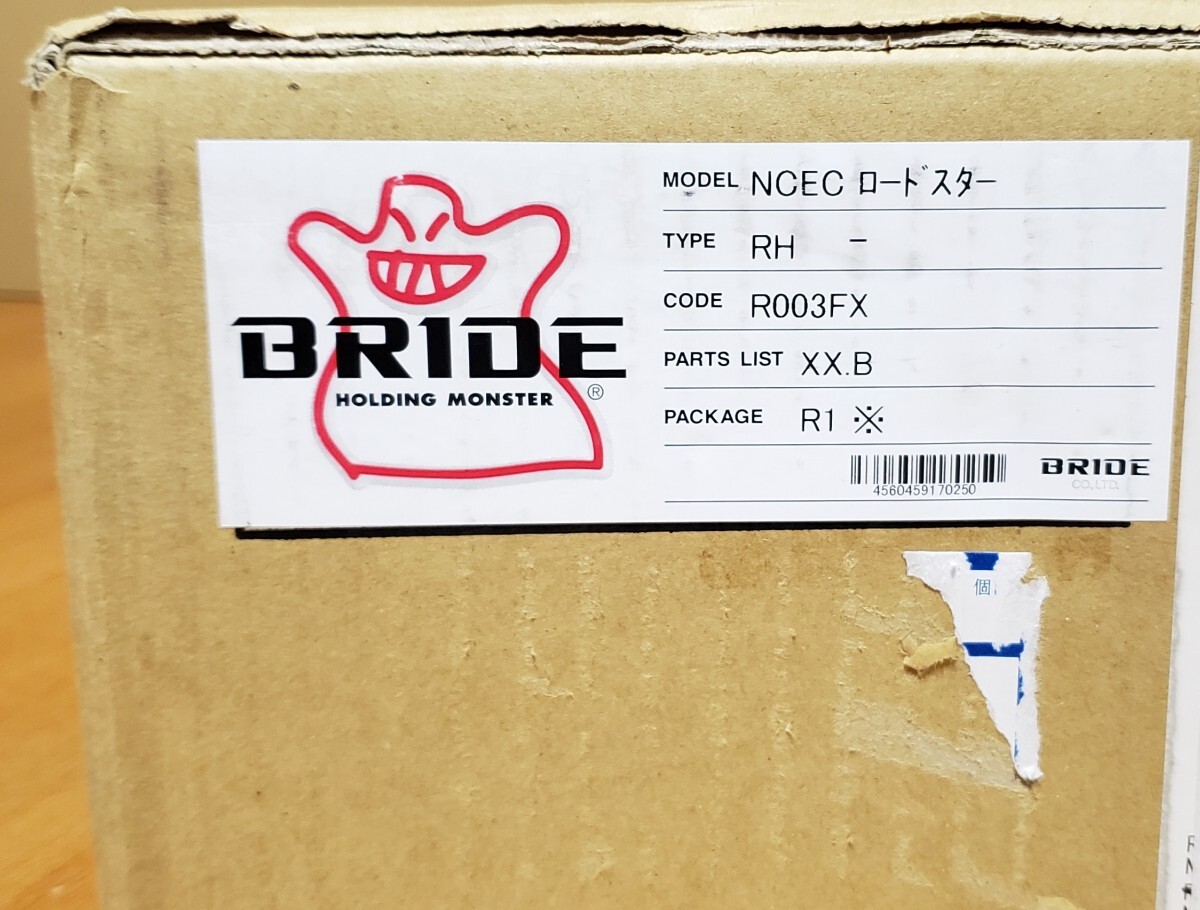 BRIDE
HOLDING MONSTER ®
MODEL NCEC ロードスター
TYPE RH －
CODE R003FX
PARTS LIST XX.B
PACKAGE R1 ※
4560459170250
BRIDE
CO.,LTD.
個